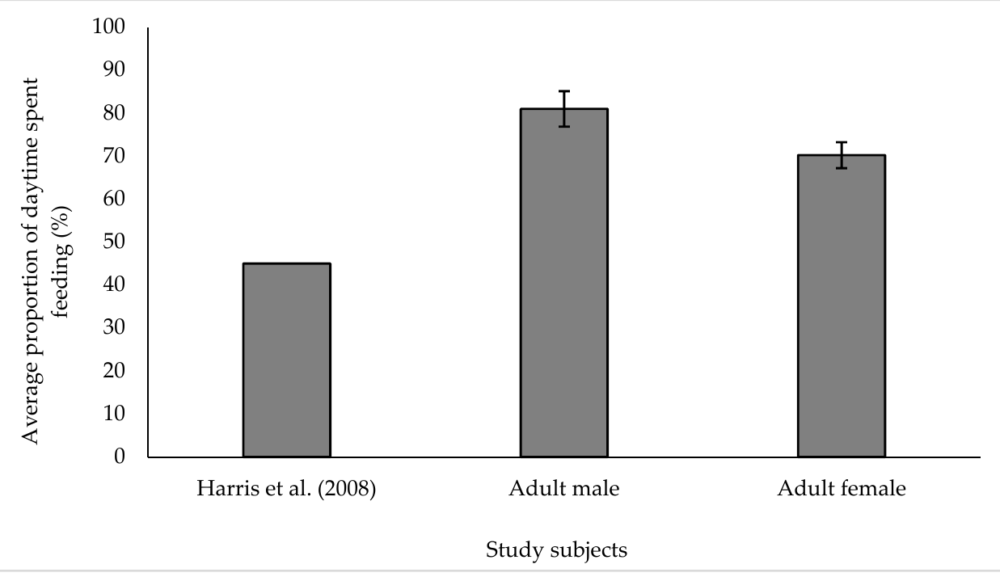 Average proportion of daytime spent
feeding (%)
100
90
80
70
60
50
40
30
20
10
0
Harris et al. (2008)
Adult male
Adult female
Study subjects